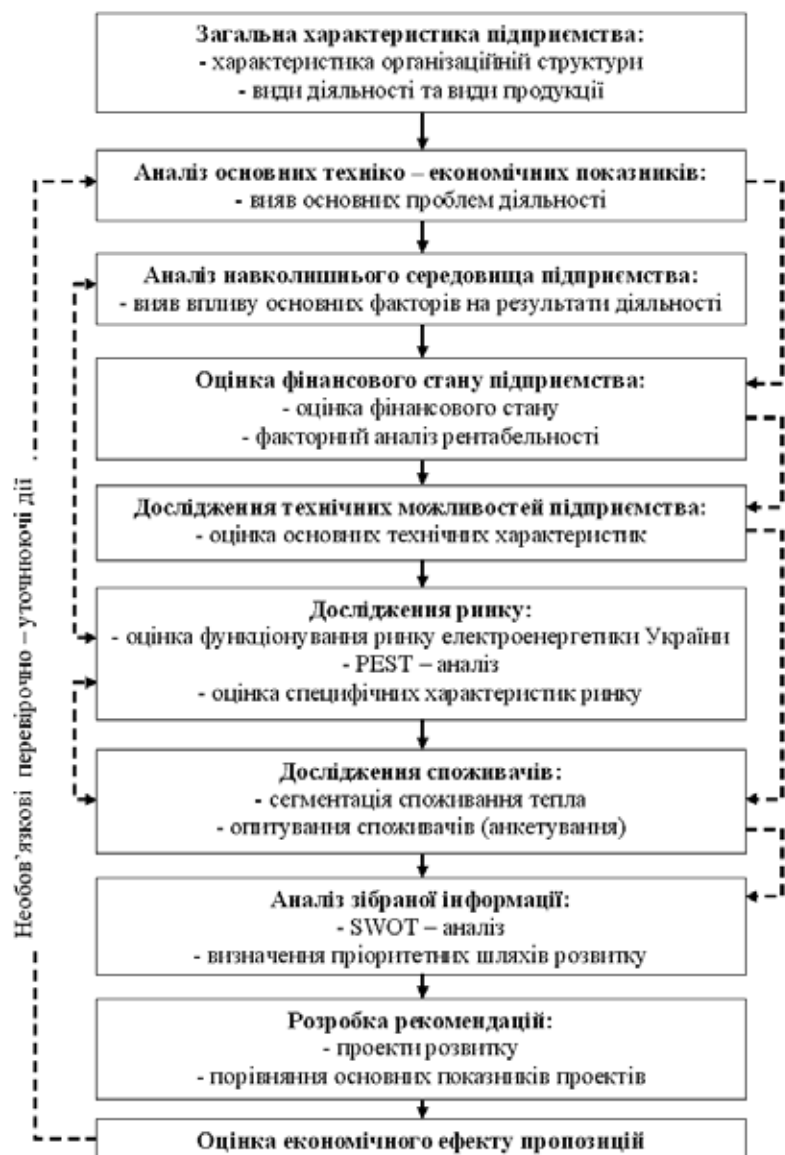 Загальна характеристика підприємства:
- характеристика організаційній структури
- види діяльності та види продукції
Аналіз основних техніко – економічних показників:
- вияв основних проблем діяльності
Аналіз навколишнього середовища підприємства:
- вияв впливу основних факторів на результати діяльності
Оцінка фінансового стану підприємства:
- оцінка фінансового стану
- факторний аналіз рентабельності
Дослідження технічних можливостей підприємства:
- оцінка основних технічних характеристик
Дослідження ринку:
- оцінка функціонування ринку електроенергетики України
- PEST – аналіз
- оцінка специфічних характеристик ринку
Дослідження споживачів:
- сегментація споживання тепла
- опитування споживачів (анкетування)
Аналіз зібраної інформації:
- SWOT – аналіз
- визначення пріоритетних шляхів розвитку
Розробка рекомендацій:
- проекти розвитку
- порівняння основних показників проектів
Оцінка економічного ефекту пропозицій
Необов`язкові перевірочно – уточнюючі дії